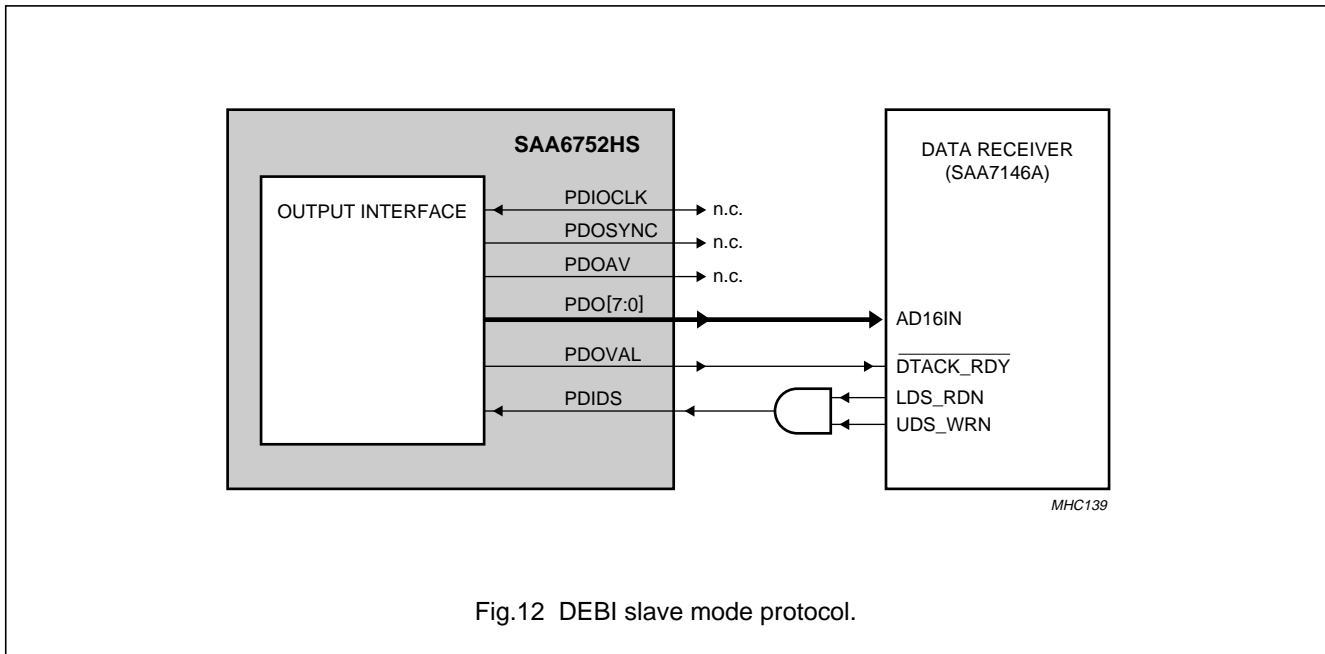 SAA6752HS
OUTPUT INTERFACE
PDIOCLK
n.c.
PDOSYNC
n.c.
PDOAV
n.c.
PDO[7:0]
PDOVAL
PDIDS
DATA RECEIVER
(SAA7146A)
AD16IN
DTACK_RDY
LDS_RDN
UDS_WRN
MHC139
Fig.12 DEBI slave mode protocol.